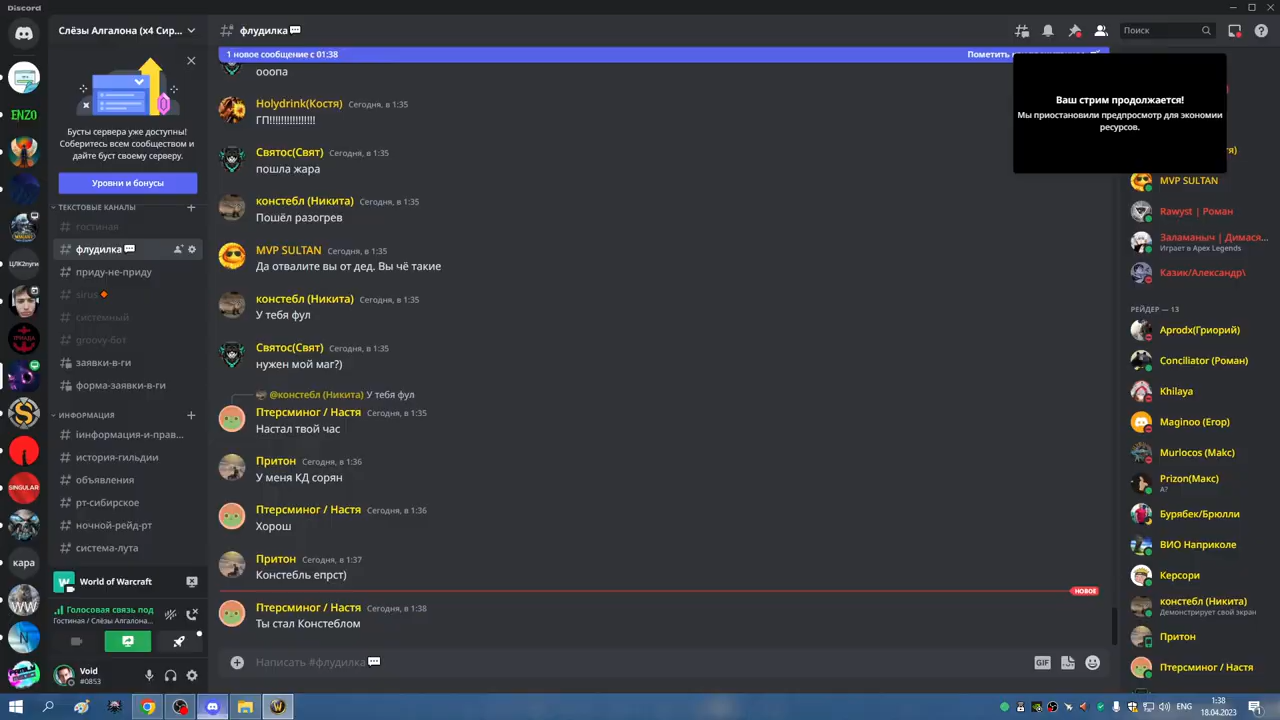 Discord
Слёзы Алгалона (x4 Сир...
флудилка
Поиск
1 новое сообщение с 01:38
Пометить
Ваш стрим продолжается!
Мы приостановили предпросмотр для экономии
ресурсов.
Бусты сервера уже доступны!
Соберитесь всем сообществом и
дайте буст своему серверу.
Уровни и бонусы
ТЕКСТОВЫЕ КАНАЛЫ
гостиная
флудилка
приду-не-приду
sirus
системный
groovy-бот
заявки-в-ги
форма-заявки-в-ги
ИНФОРМАЦИЯ
информация-и-прав...
история-гильдии
объявления
рт-сибирское
ночной-рейд-рт
система-лута
World of Warcraft
Голосовая связь под
Гостиная / Слёзы Алгалона...
Void
#0853
ENZO
ЦЛК2пуги
ТРИАДА
SINGULAR
кара
WW
ооопа
Holydrink(Костя) Сегодня, в 1:35
ГП!!!!!!!!!!!!!!!!
Святос(Свят) Сегодня, в 1:35
пошла жара
констебл (Никита) Сегодня, в 1:35
Пошёл разогрев
MVP SULTAN Сегодня, в 1:35
Да отвалите вы от дед. Вы чё такие
констебл (Никита) Сегодня, в 1:35
У тебя фул
Святос(Свят) Сегодня, в 1:35
нужен мой маг?)
@констебл (Никита) У тебя фул
Птерсминог / Настя Сегодня, в 1:35
Настал твой час
Притон Сегодня, в 1:36
У меня КД сорян
Птерсминог / Настя Сегодня, в 1:36
Хорош
Притон Сегодня, в 1:37
Констебль епрст)
НОВОЕ
Птерсминог / Настя Сегодня, в 1:38
Ты стал Констеблом
Написать #флудилка
GIF
MVP SULTAN
Rawyst | Роман
Заламаныч | Димася...
Играет в Apex Legends
Казик/Александр\
РЕЙДЕР — 13
Aprodx(Гриорий)
Conciliator (Роман)
Khilaya
Maginoo (Егор)
Murlocos (Макс)
Prizon(Макс)
А?
Бурябек/Брюлли
ВИО Наприколе
Керсори
констебл (Никита)
Демонстрирует свой экран
Притон
Птерсминог / Настя
ENG
1:38
18.04.2023